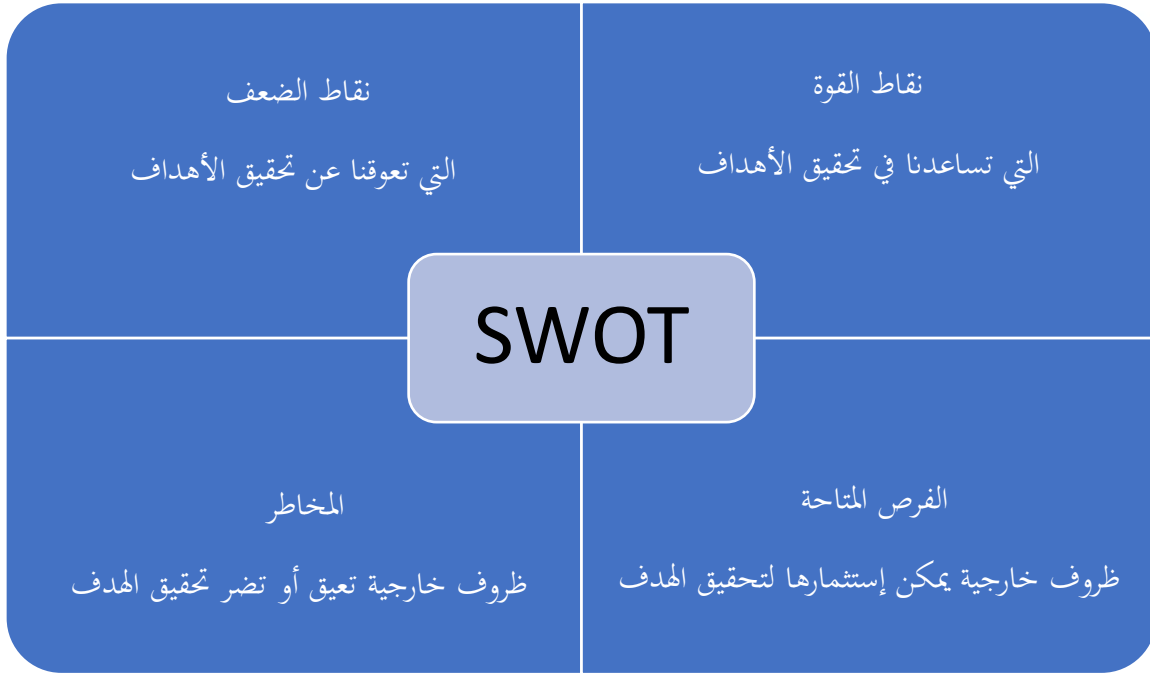 نقاط القوة
التي تساعدنا في تحقيق الأهداف
نقاط الضعف
التي تعوقنا عن تحقيق الأهداف
SWOT
الفرص المتاحة
ظروف خارجية يمكن إستثمارها لتحقيق الهدف
المخاطر
ظروف خارجية تعيق أو تضر تحقيق الهدف